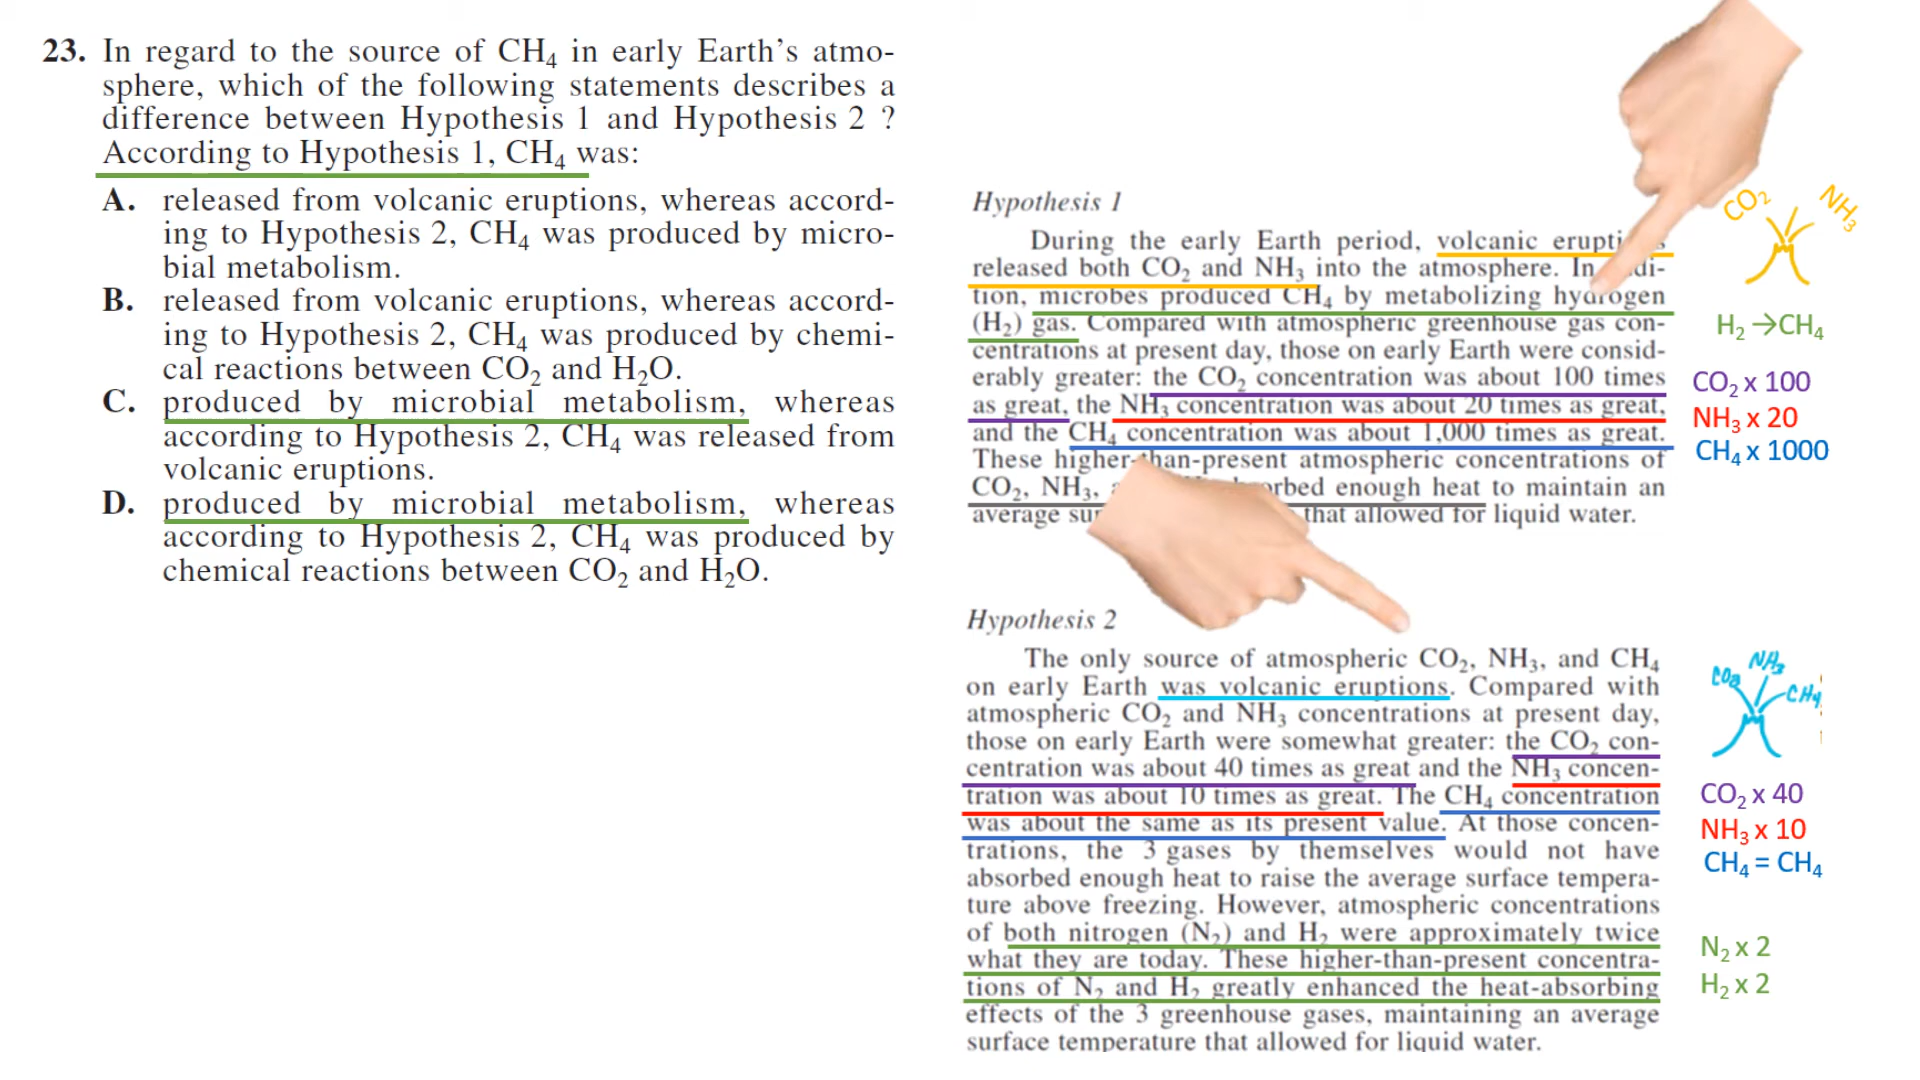 23. In regard to the source of CH₄ in early Earth's atmo-
sphere, which of the following statements describes a
difference between Hypothesis 1 and Hypothesis 2 ?
According to Hypothesis 1, CH₄ was:
A. released from volcanic eruptions, whereas accord-
ing to Hypothesis 2, CH₄ was produced by micro-
bial metabolism.
B. released from volcanic eruptions, whereas accord-
ing to Hypothesis 2, CH₄ was produced by chemi-
cal reactions between CO₂ and H₂O.
C. produced by microbial metabolism, whereas
according to Hypothesis 2, CH₄ was released from
volcanic eruptions.
D. produced by microbial metabolism, whereas
according to Hypothesis 2, CH₄ was produced by
chemical reactions between CO₂ and H₂O.
Hypothesis 1
During the early Earth period, volcanic
released both CO₂ and NH₃ into the atmosphere. In
tion, microbes produced CH₄ by metabolizing hydrogen
(H₂) gas. Compared with atmospheric greenhouse gas con-
centrations at present day, those on early Earth were consid-
erably greater: the CO₂ concentration was about 100 times
as great, the NH₃ concentration was about 20 times as great,
and the CH₄ concentration was about 1,000 times as great.
These higher-than-present atmospheric concentrations of
CO₂, NH₃, enough heat to maintain an
average that allowed for liquid water.
CO₂ NH₃
H₂ →CH₄
CO₂ x 100
NH₃ x 20
CH₄ x 1000
Hypothesis 2
The only source of atmospheric CO₂, NH₃, and CH₄
on early Earth was volcanic eruptions. Compared with
atmospheric CO₂ and NH₃ concentrations at present day,
those on early Earth were somewhat greater: the CO₂ con-
centration was about 40 times as great and the NH₃ concen-
tration was about 10 times as great. The CH₄ concentration
was about the same as its present value. At those concen-
trations, the 3 gases by themselves would not have
absorbed enough heat to raise the average surface tempera-
ture above freezing. However, atmospheric concentrations
of both nitrogen (N₂) and H₂ were approximately twice
what they are today. These higher-than-present concentra-
tions of N₂ and H₂ greatly enhanced the heat-absorbing
effects of the 3 greenhouse gases, maintaining an average
surface temperature that allowed for liquid water.
CO₂ NH₃ CH₄
CO₂ x 40
NH₃ x 10
CH₄ = CH₄
N₂ x 2
H₂ x 2